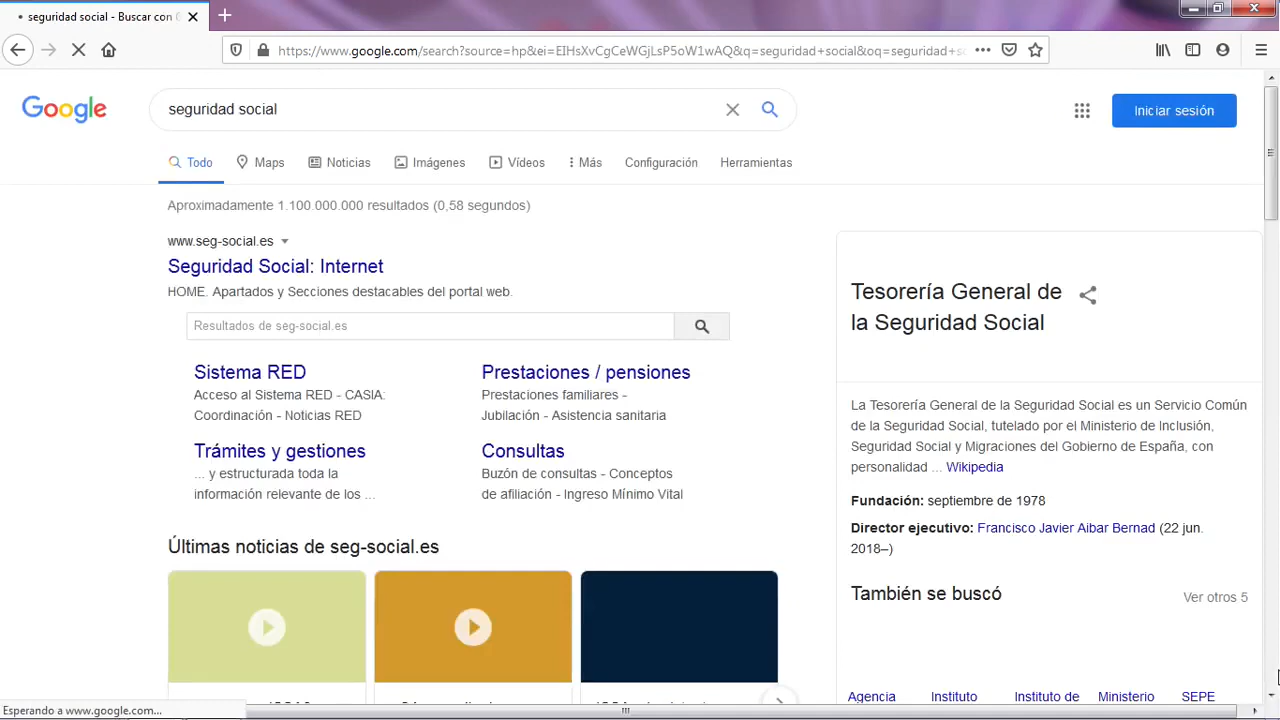 seguridad social - Buscar con G
https://www.google.com/search?source=hp&ei=EIHsXvCgCeWGjLsP5oW1wAQ&q=seguridad+social&oq=seguridad+s
Google
seguridad social
Iniciar sesión
Todo
Maps
Noticias
Imágenes
Vídeos
Más
Configuración
Herramientas
Aproximadamente 1.100.000.000 resultados (0,58 segundos)
www.seg-social.es
Seguridad Social: Internet
HOME. Apartados y Secciones destacables del portal web.
Resultados de seg-social.es
Sistema RED
Acceso al Sistema RED - CASIA:
Coordinación - Noticias RED
Prestaciones / pensiones
Prestaciones familiares -
Jubilación - Asistencia sanitaria
Trámites y gestiones
... y estructurada toda la
información relevante de los ...
Consultas
Buzón de consultas - Conceptos
de afiliación - Ingreso Mínimo Vital
Últimas noticias de seg-social.es
Tesorería General de
la Seguridad Social
La Tesorería General de la Seguridad Social es un Servicio Común
de la Seguridad Social, tutelado por el Ministerio de Inclusión,
Seguridad Social y Migraciones del Gobierno de España, con
personalidad ... Wikipedia
Fundación: septiembre de 1978
Director ejecutivo: Francisco Javier Aibar Bernad (22 jun.
2018–)
También se buscó
Ver otros 5
Agencia
Instituto
Instituto de
Ministerio
SEPE
Esperando a www.google.com...